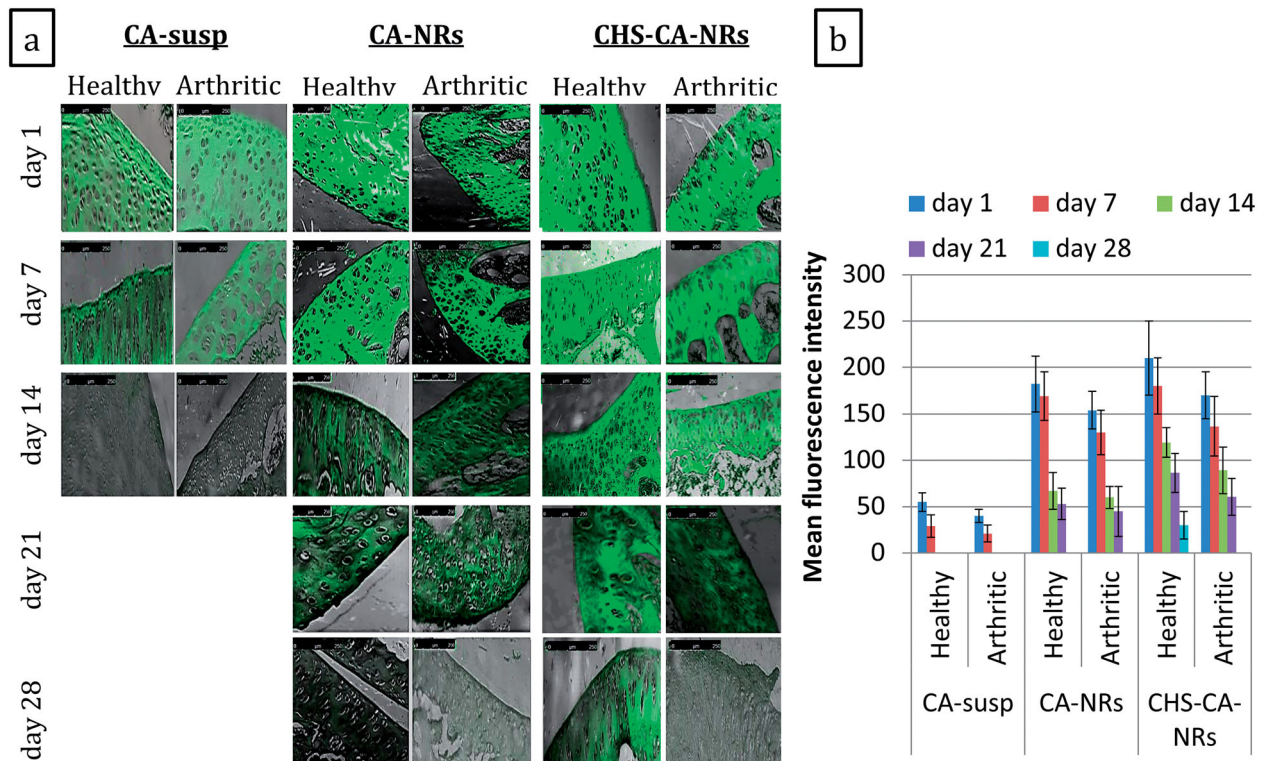 a
CA-susp CA-NRs CHS-CA-NRs
Healthy Arthritic Healthy Arthritic Healthy Arthritic
day 1
day 7
day 14
day 21
day 28
b
day 1 day 7 day 14
day 21 day 28
Mean fluorescence intensity
300
250
200
150
100
50
0
Healthy Arthritic Healthy Arthritic Healthy Arthritic
CA-susp CA-NRs CHS-CA-
NRs